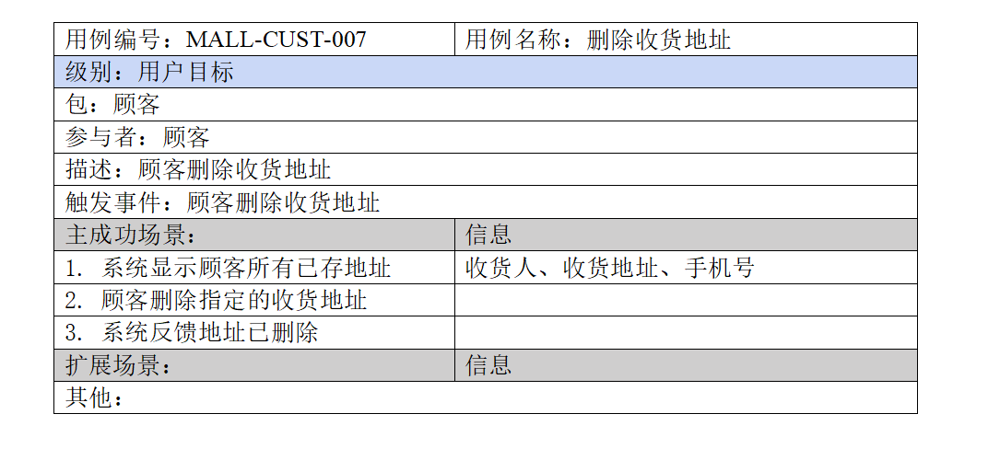 用例编号：MALL-CUST-007 用例名称：删除收货地址
级别：用户目标
包：顾客
参与者：顾客
描述：顾客删除收货地址
触发事件：顾客删除收货地址
主成功场景： 信息
1. 系统显示顾客所有已存地址 收货人、收货地址、手机号
2. 顾客删除指定的收货地址
3. 系统反馈地址已删除
扩展场景： 信息
其他：